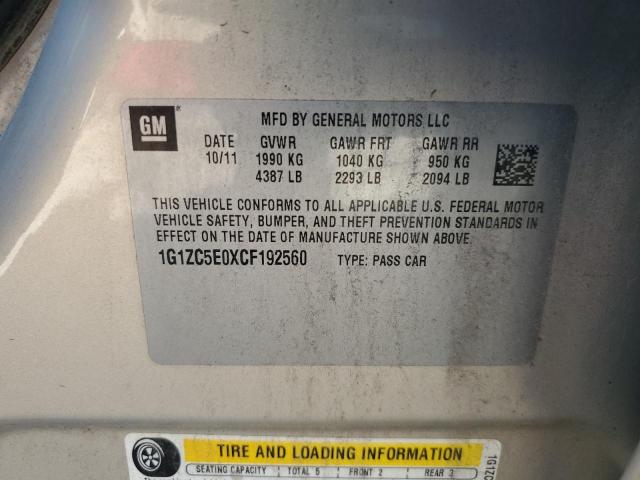 GM
MFD BY GENERAL MOTORS LLC
DATE GVWR GAWR FRT GAWR RR
10/11 1990 KG 1040 KG 950 KG
4387 LB 2293 LB 2094 LB
THIS VEHICLE CONFORMS TO ALL APPLICABLE U.S. FEDERAL MOTOR
VEHICLE SAFETY, BUMPER, AND THEFT PREVENTION STANDARDS IN
EFFECT ON THE DATE OF MANUFACTURE SHOWN ABOVE.
1G1ZC5E0XCF192560 TYPE: PASS CAR
TIRE AND LOADING INFORMATION
SEATING CAPACITY TOTAL 5 FRONT 2 REAR 3